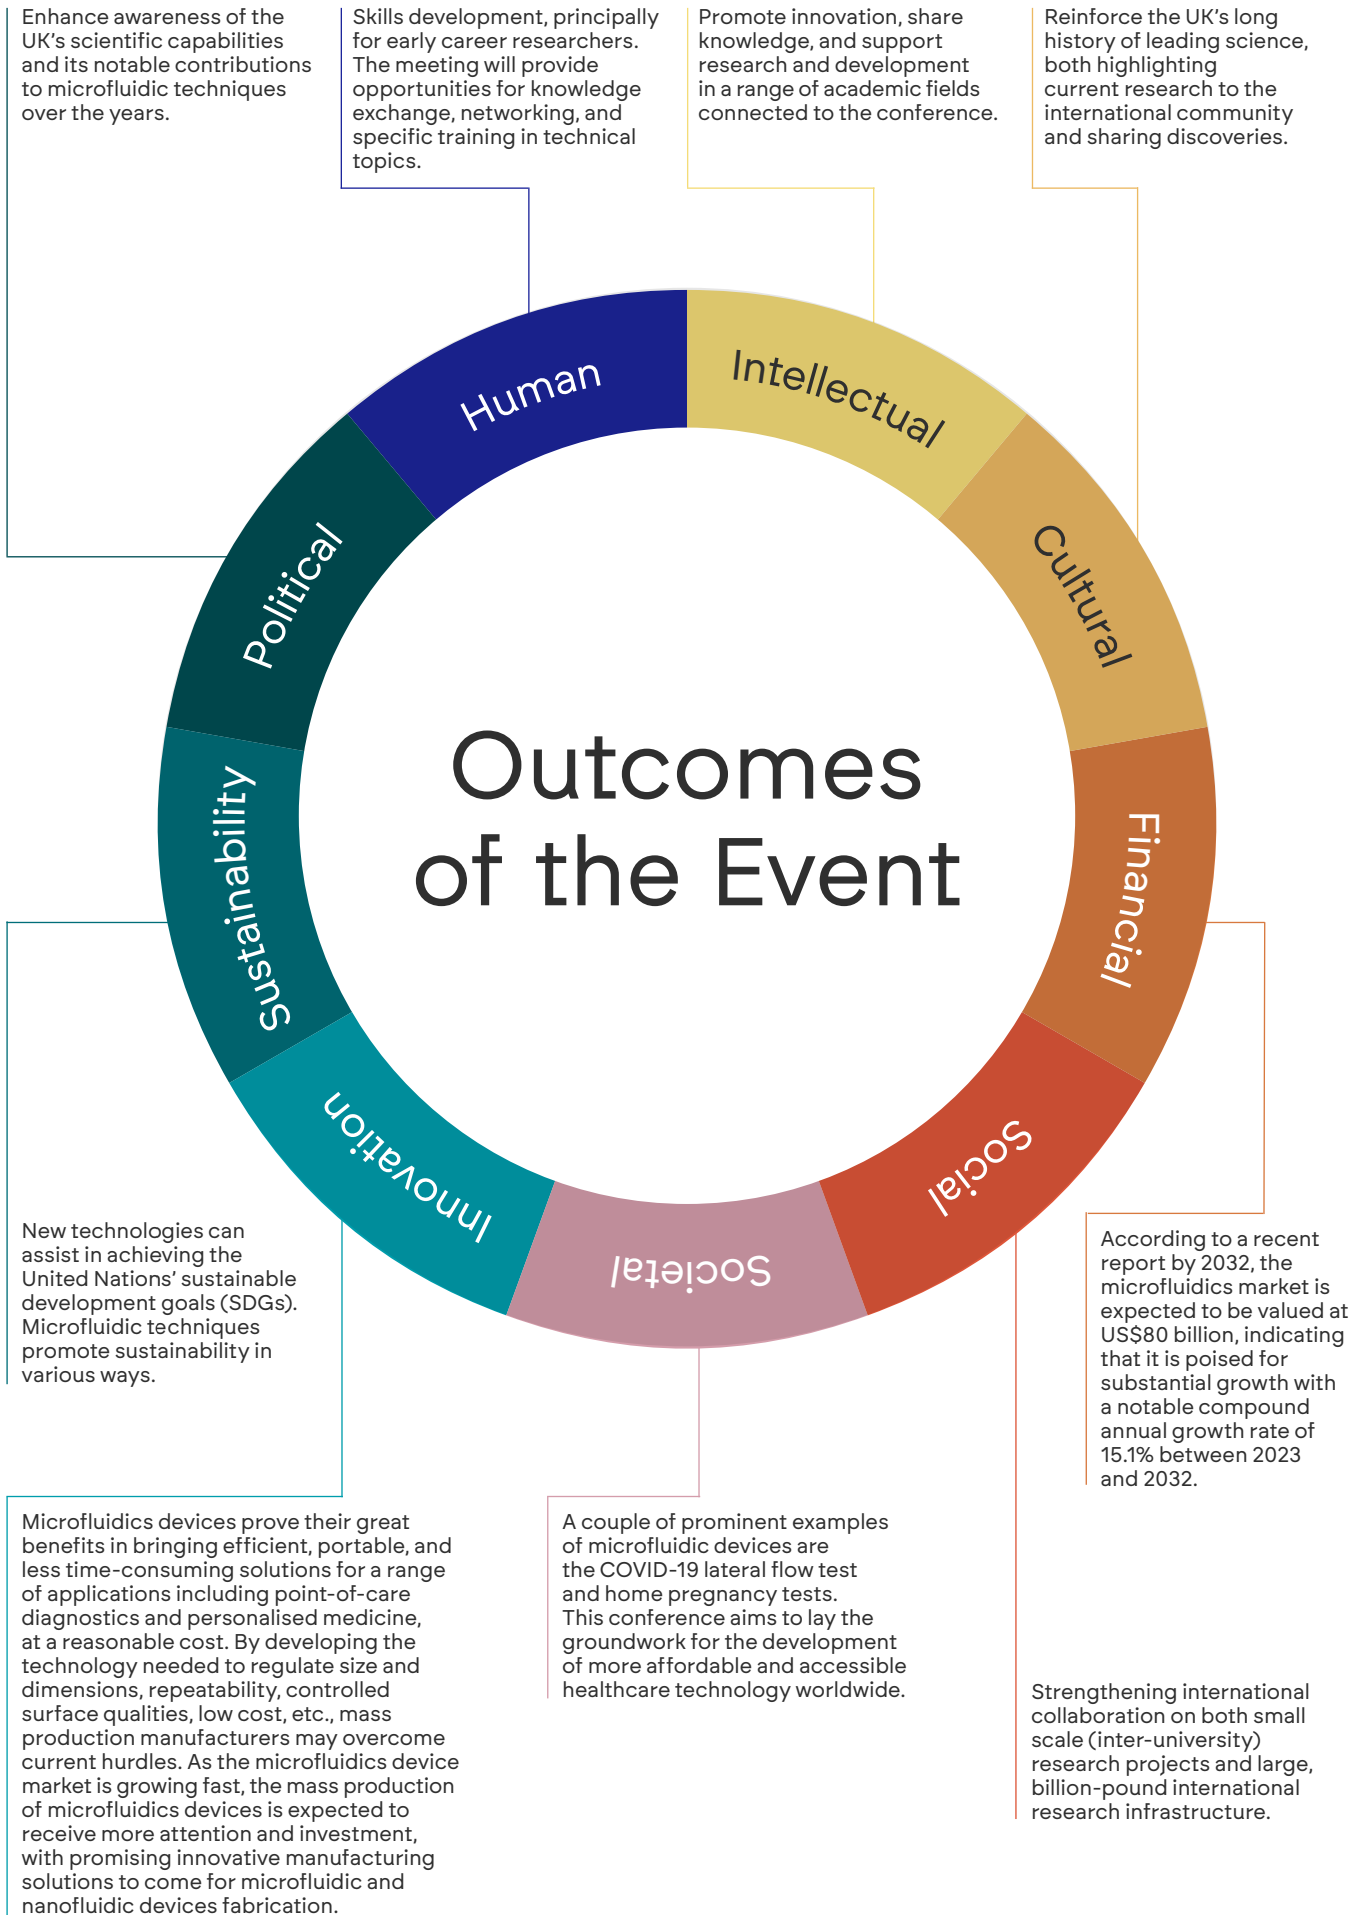 Enhance awareness of the
UK's scientific capabilities
and its notable contributions
to microfluidic techniques
over the years.
Skills development, principally
for early career researchers.
The meeting will provide
opportunities for knowledge
exchange, networking, and
specific training in technical
topics.
Promote innovation, share
knowledge, and support
research and development
in a range of academic fields
connected to the conference.
Reinforce the UK's long
history of leading science,
both highlighting
current research to the
international community
and sharing discoveries.
Human
Intellectual
Political
Cultural
Outcomes
of the Event
Sustainability
Financial
Innovation
Social
Societal
New technologies can
assist in achieving the
United Nations' sustainable
development goals (SDGs).
Microfluidic techniques
promote sustainability in
various ways.
According to a recent
report by 2032, the
microfluidics market is
expected to be valued at
US$80 billion, indicating
that it is poised for
substantial growth with
a notable compound
annual growth rate of
15.1% between 2023
and 2032.
Microfluidics devices prove their great
benefits in bringing efficient, portable, and
less time-consuming solutions for a range
of applications including point-of-care
diagnostics and personalised medicine,
at a reasonable cost. By developing the
technology needed to regulate size and
dimensions, repeatability, controlled
surface qualities, low cost, etc., mass
production manufacturers may overcome
current hurdles. As the microfluidics device
market is growing fast, the mass production
of microfluidics devices is expected to
receive more attention and investment,
with promising innovative manufacturing
solutions to come for microfluidic and
nanofluidic devices fabrication.
A couple of prominent examples
of microfluidic devices are
the COVID-19 lateral flow test
and home pregnancy tests.
This conference aims to lay the
groundwork for the development
of more affordable and accessible
healthcare technology worldwide.
Strengthening international
collaboration on both small
scale (inter-university)
research projects and large,
billion-pound international
research infrastructure.